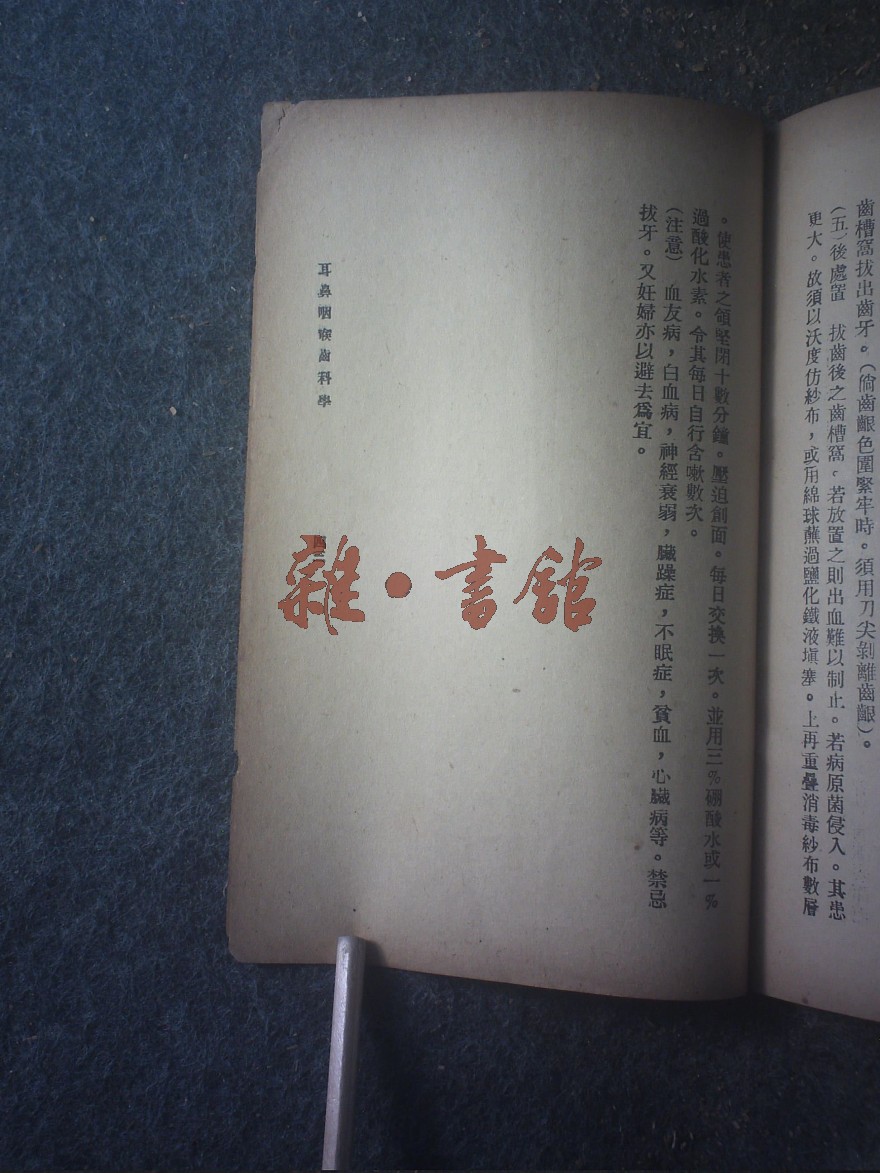 齒槽窩拔出齒牙。（倘齒齦色圍緊牢時。須用刀尖剝離齒齦）。
（五）後處置　拔齒後之齒槽窩。若放置之則出血難以制止。若病原菌侵入。其患
更大。故須以沃度仿紗布，或用綿球蘸過鹽化鐵液塡塞。上再重疊消毒紗布數層
。使患者之領堅閉十數分鐘。壓迫創面。每日交換一次。並用三％硼酸水或一％
過酸化水素。令其每日自行含嗽數次。
（注意）　血友病，白血病，神經衰弱，臟躁症，不眠症，貧血，心臟病等。禁忌
拔牙。又妊婦亦以避去爲宜。
耳鼻咽喉齒科學
雜·書館